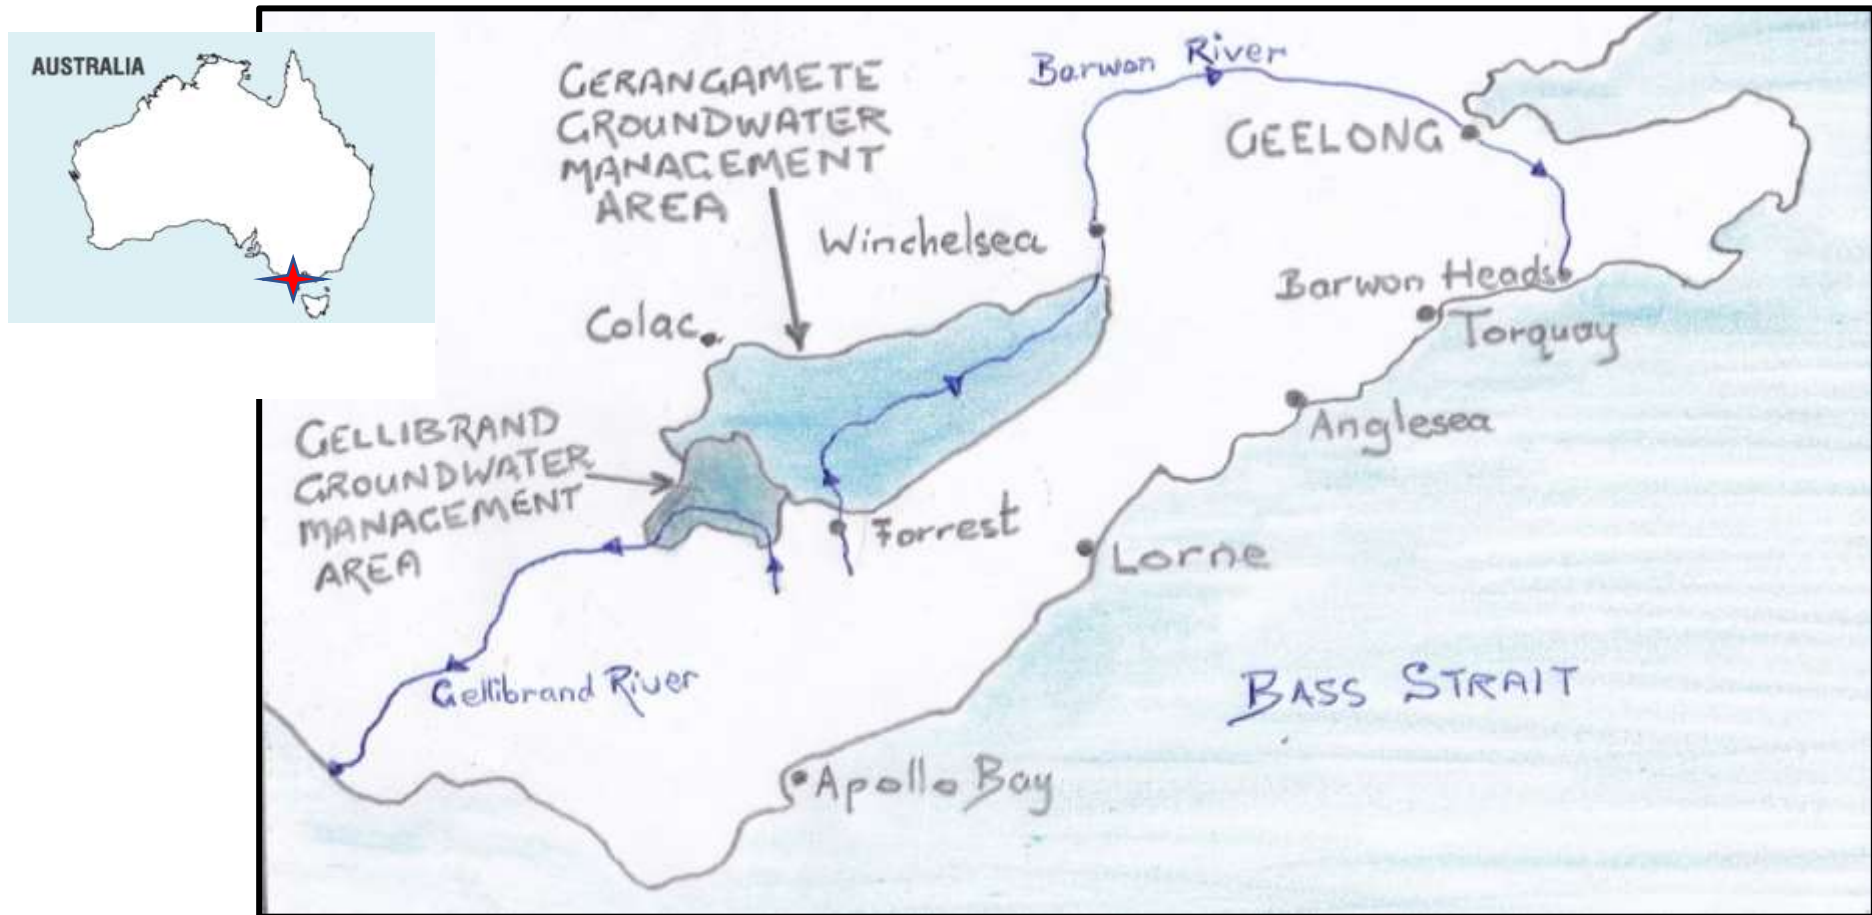 AUSTRALIA
Barwon River
GERANGAMETE
GROUNDWATER
MANAGEMENT
AREA
GEELONG
Winchelsea
Barwon Heads
Colac
Torquay
GELLIBRAND
GROUNDWATER
MANAGEMENT
AREA
Anglesea
Forrest
Lorne
Gellibrand River
BASS STRAIT
Apollo Bay